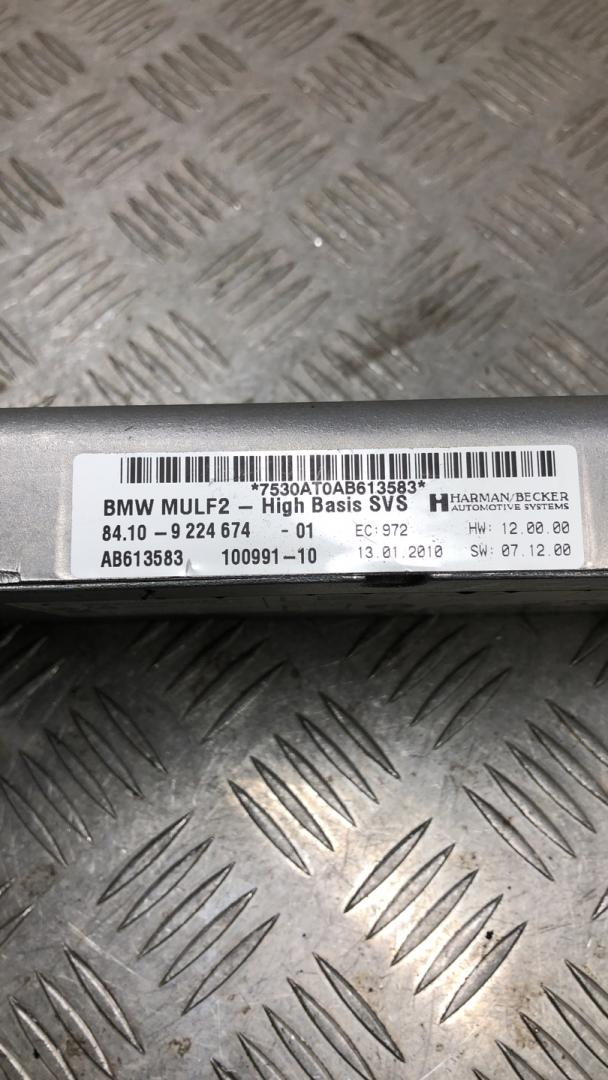 *7530AT0AB613583*
BMW MULF2 – High Basis SVS
HARMAN/BECKER
AUTOMOTIVE SYSTEMS
84.10 – 9 224 674 - 01 EC: 972 HW: 12.00.00
AB613583 100991-10 13.01.2010 SW: 07.12.00